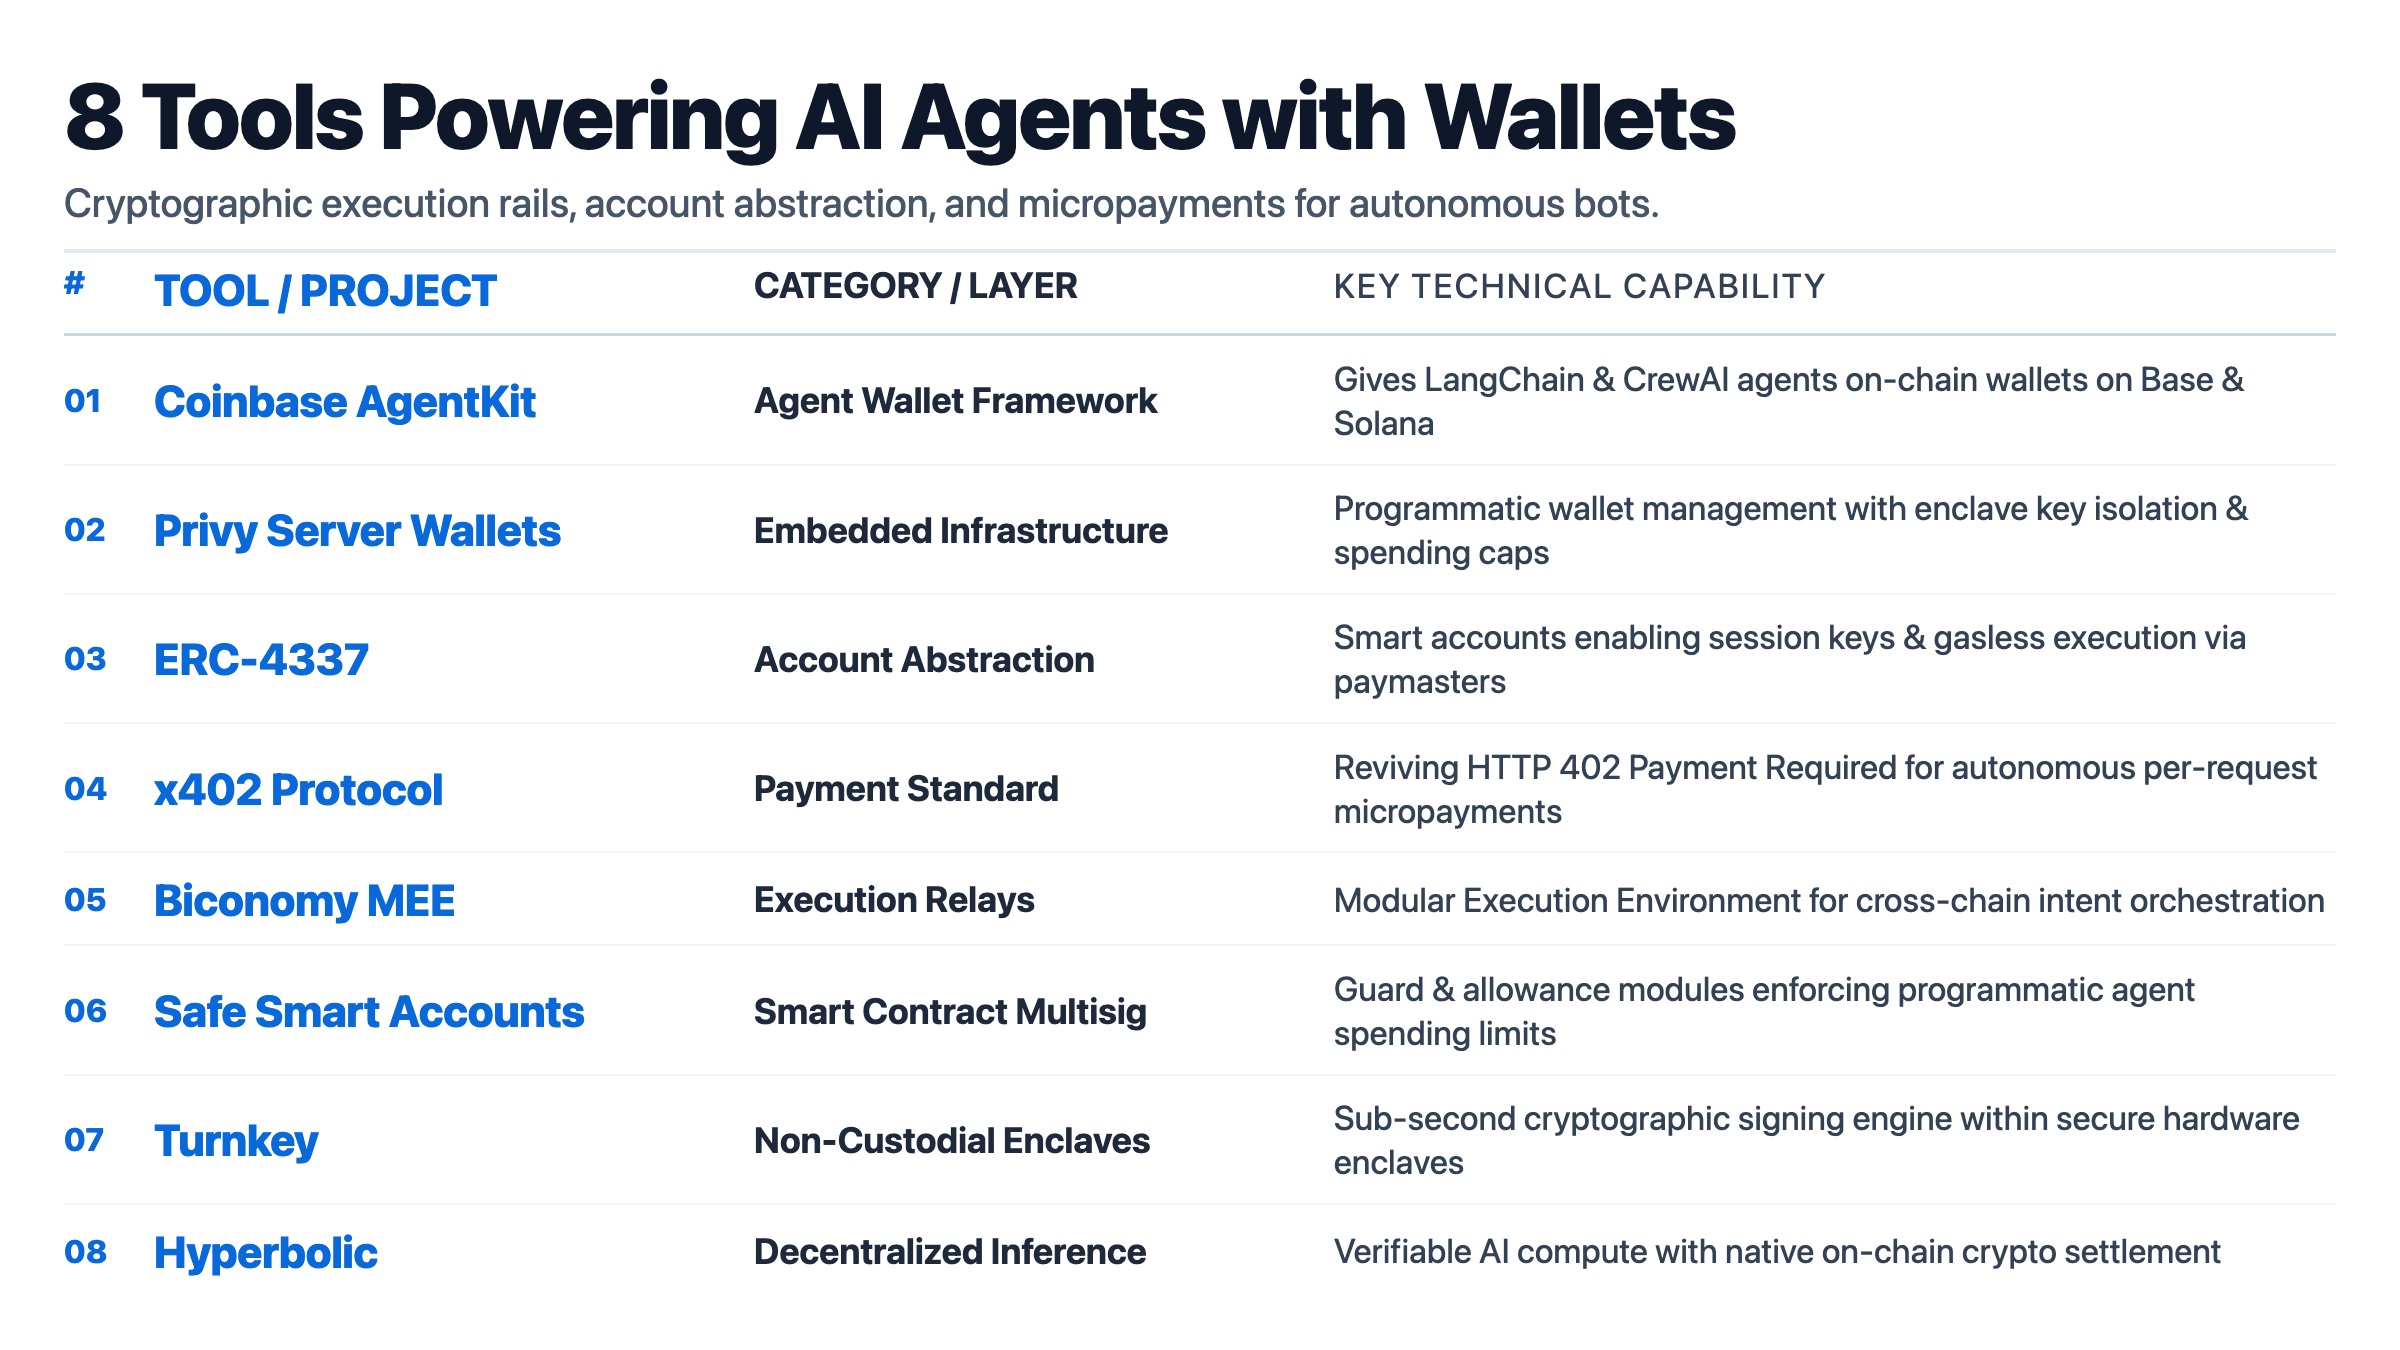 8 Tools Powering AI Agents with Wallets
Cryptographic execution rails, account abstraction, and micropayments for autonomous bots.
# TOOL / PROJECT CATEGORY / LAYER KEY TECHNICAL CAPABILITY
01 Coinbase AgentKit Agent Wallet Framework Gives LangChain & CrewAI agents on-chain wallets on Base &
Solana
02 Privy Server Wallets Embedded Infrastructure Programmatic wallet management with enclave key isolation &
spending caps
03 ERC-4337 Account Abstraction Smart accounts enabling session keys & gasless execution via
paymasters
04 x402 Protocol Payment Standard Reviving HTTP 402 Payment Required for autonomous per-request
micropayments
05 Biconomy MEE Execution Relays Modular Execution Environment for cross-chain intent orchestration
06 Safe Smart Accounts Smart Contract Multisig Guard & allowance modules enforcing programmatic agent
spending limits
07 Turnkey Non-Custodial Enclaves Sub-second cryptographic signing engine within secure hardware
enclaves
08 Hyperbolic Decentralized Inference Verifiable AI compute with native on-chain crypto settlement